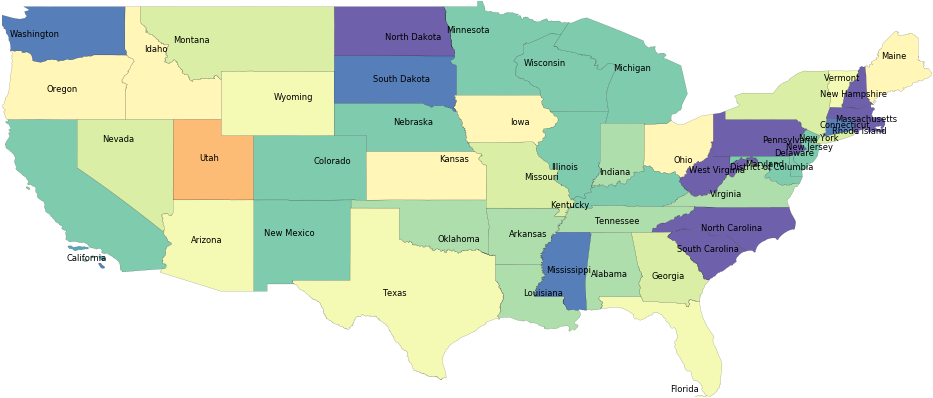 Washington
Idaho
Montana
North Dakota
Minnesota
Oregon
Wyoming
South Dakota
Wisconsin
Michigan
Maine
Vermont
New Hampshire
Nebraska
Iowa
Massachusetts
Connecticut
Rhode Island
Nevada
Utah
Colorado
Kansas
Missouri
Illinois
Indiana
Ohio
Pennsylvania
New York
New Jersey
Delaware
Maryland
District of Columbia
West Virginia
Virginia
Kentucky
California
Arizona
New Mexico
Oklahoma
Arkansas
Tennessee
North Carolina
South Carolina
Texas
Louisiana
Mississippi
Alabama
Georgia
Florida